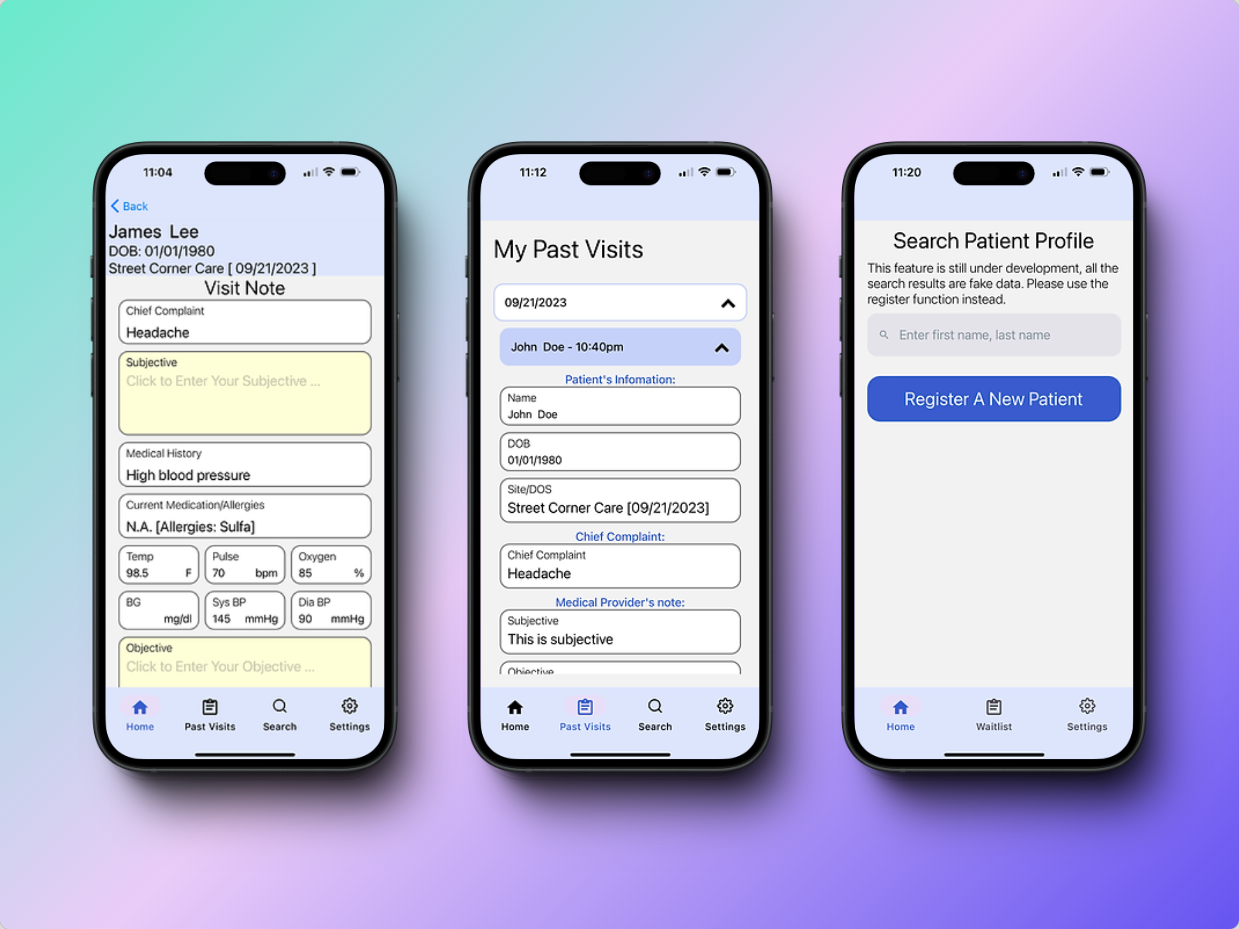 11:04
Back
James Lee
DOB: 01/01/1980
Street Corner Care [ 09/21/2023 ]
Visit Note
Chief Complaint
Headache
Subjective
Click to Enter Your Subjective ...
Medical History
High blood pressure
Current Medication/Allergies
N.A. [Allergies: Sulfa]
Temp Pulse Oxygen
98.5 F 70 bpm 85 %
BG Sys BP Dia BP
mg/dl 145 mmHg 90 mmHg
Objective
Click to Enter Your Objective ...
Home Past Visits Search Settings
11:12
My Past Visits
09/21/2023
John Doe - 10:40pm
Patient's Infomation:
Name
John Doe
DOB
01/01/1980
Site/DOS
Street Corner Care [09/21/2023]
Chief Complaint:
Chief Complaint
Headache
Medical Provider's note:
Subjective
This is subjective
Objective
Home Past Visits Search Settings
11:20
Search Patient Profile
This feature is still under development, all the
search results are fake data. Please use the
register function instead.
Enter first name, last name
Register A New Patient
Home Waitlist Settings